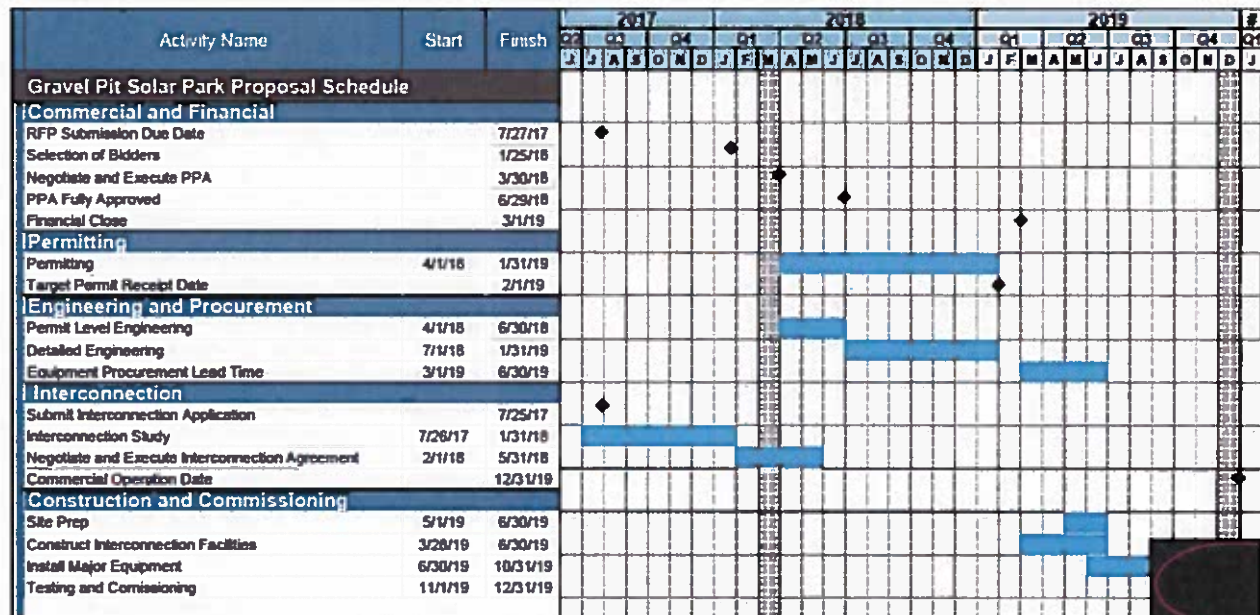 2017 2018 2019
Activity Name Start Finish Q2 Q3 Q4 Q1 Q2 Q3 Q4 Q1 Q2 Q3 Q4 Q1
J J A S O N D J F M A M J J A S O N D J F M A M J J A S O N D J
Gravel Pit Solar Park Proposal Schedule
Commercial and Financial
RFP Submission Due Date 7/27/17
Selection of Bidders 1/25/18
Negotiate and Execute PPA 3/30/18
PPA Fully Approved 6/29/18
Financial Close 3/1/19
Permitting
Permitting 4/1/18 1/31/19
Target Permit Receipt Date 2/1/19
Engineering and Procurement
Permit Level Engineering 4/1/18 6/30/18
Detailed Engineering 7/1/18 1/31/19
Equipment Procurement Lead Time 3/1/19 6/30/19
Interconnection
Submit Interconnection Application 7/25/17
Interconnection Study 7/26/17 1/31/18
Negotiate and Execute Interconnection Agreement 2/1/18 5/31/18
Commercial Operation Date 12/31/19
Construction and Commissioning
Site Prep 5/1/19 6/30/19
Construct Interconnection Facilities 3/28/19 6/30/19
Install Major Equipment 6/30/19 10/31/19
Testing and Comissioning 11/1/19 12/31/19